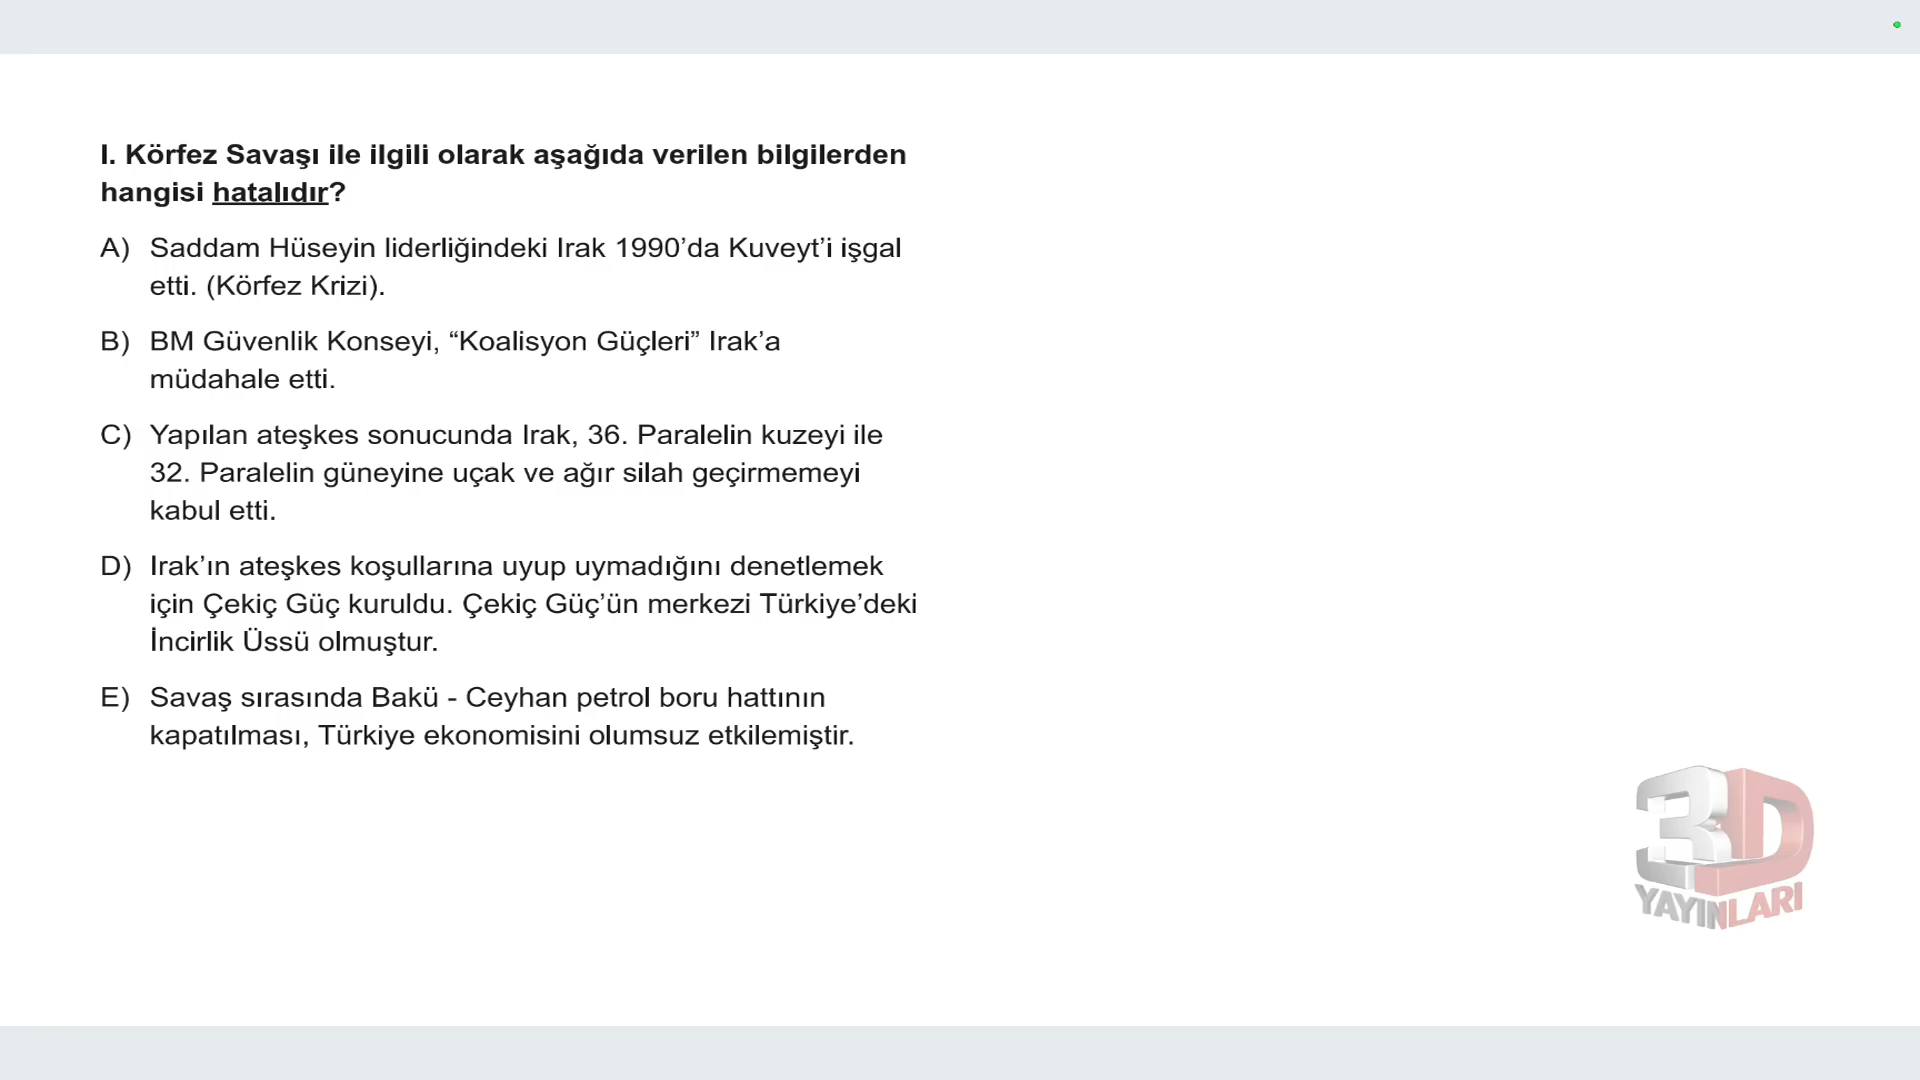 I. Körfez Savaşı ile ilgili olarak aşağıda verilen bilgilerden
hangisi hatalıdır?
A) Saddam Hüseyin liderliğindeki Irak 1990’da Kuveyt’i işgal
etti. (Körfez Krizi).
B) BM Güvenlik Konseyi, “Koalisyon Güçleri” Irak’a
müdahale etti.
C) Yapılan ateşkes sonucunda Irak, 36. Paralelin kuzeyi ile
32. Paralelin güneyine uçak ve ağır silah geçirmemeyi
kabul etti.
D) Irak’ın ateşkes koşullarına uyup uymadığını denetlemek
için Çekiç Güç kuruldu. Çekiç Güç’ün merkezi Türkiye’deki
İncirlik Üssü olmuştur.
E) Savaş sırasında Bakü - Ceyhan petrol boru hattının
kapatılması, Türkiye ekonomisini olumsuz etkilemiştir.
3D
YAYINLARI